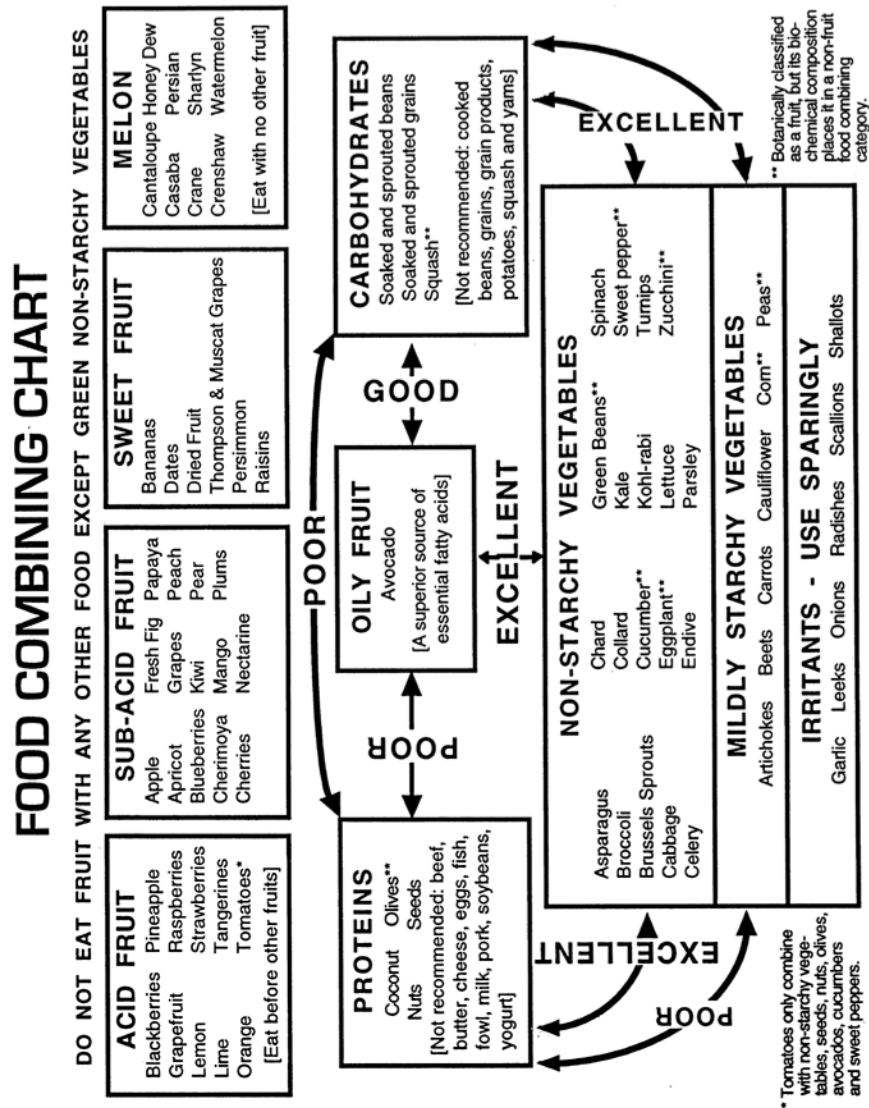 FOOD COMBINING CHART
DO NOT EAT FRUIT WITH ANY OTHER FOOD EXCEPT GREEN NON-STARCHY VEGETABLES
ACID FRUIT
Blackberries Pineapple
Grapefruit Raspberries
Lemon Strawberries
Lime Tangerines
Orange Tomatoes*
[Eat before other fruits]
SUB-ACID FRUIT
Apple Fresh Fig Papaya
Apricot Grapes Peach
Blueberries Kiwi Pear
Cherimoya Mango Plums
Cherries Nectarine
SWEET FRUIT
Bananas
Dates
Dried Fruit
Thompson & Muscat Grapes
Persimmon
Raisins
MELON
Cantaloupe Honey Dew
Casaba Persian
Crane Sharlyn
Crenshaw Watermelon
[Eat with no other fruit]
POOR
PROTEINS
Coconut Olives**
Nuts Seeds
[Not recommended: beef,
butter, cheese, eggs, fish,
fowl, milk, pork, soybeans,
yogurt]
POOR
OILY FRUIT
Avocado
[A superior source of
essential fatty acids]
GOOD
CARBOHYDRATES
Soaked and sprouted beans
Soaked and sprouted grains
Squash**
[Not recommended: cooked
beans, grains, grain products,
potatoes, squash and yams]
EXCELLENT
EXCELLENT
EXCELLENT
POOR
NON-STARCHY VEGETABLES
Asparagus Chard Green Beans** Spinach
Broccoli Collard Kale Sweet pepper**
Brussels Sprouts Cucumber** Kohl-rabi Turnips
Cabbage Eggplant** Lettuce Zucchini**
Celery Endive Parsley
MILDLY STARCHY VEGETABLES
Artichokes Beets Carrots Cauliflower Corn** Peas**
IRRITANTS - USE SPARINGLY
Garlic Leeks Onions Radishes Scallions Shallots
* Tomatoes only combine
with non-starchy vege-
tables, seeds, nuts, olives,
avocados, cucumbers
and sweet peppers.
** Botanically classified
as a fruit, but its bio-
chemical composition
places it in a non-fruit
food combining
category.